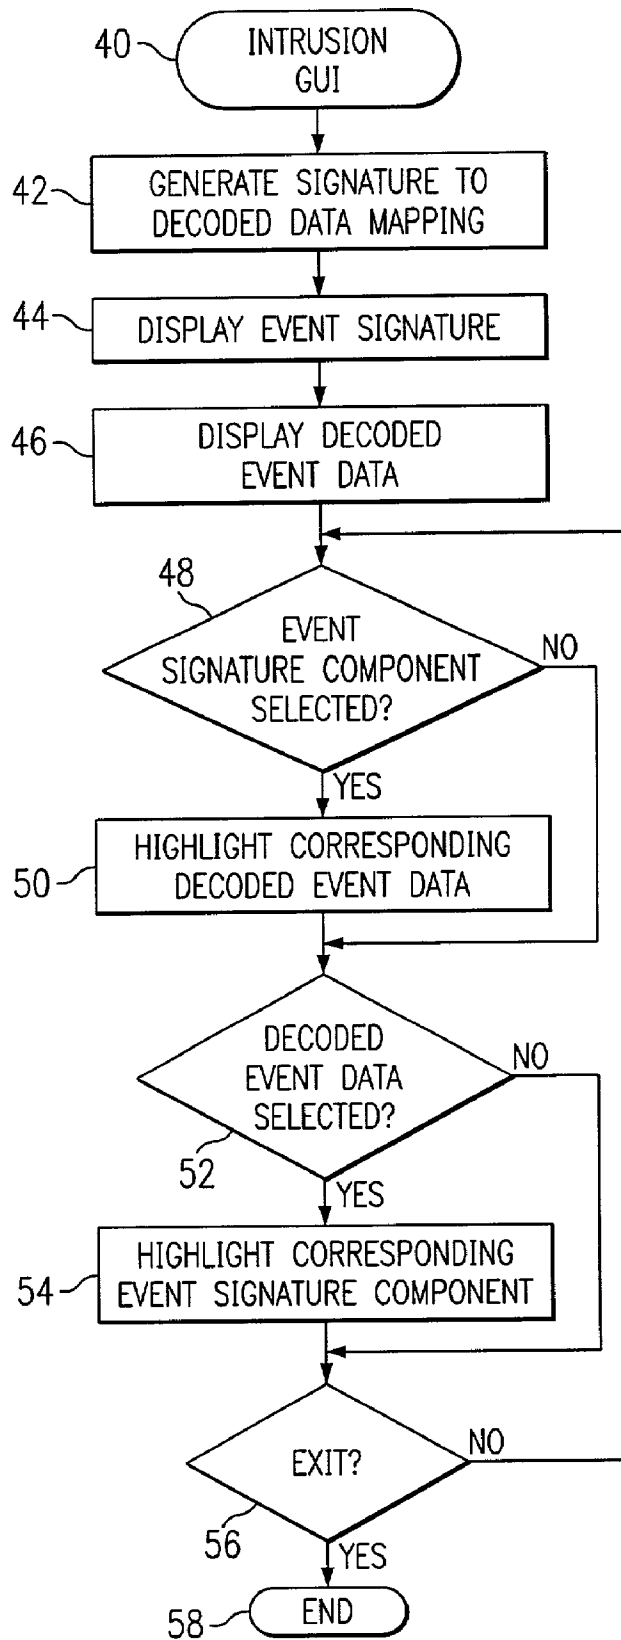 40
INTRUSION
GUI
42
GENERATE SIGNATURE TO
DECODED DATA MAPPING
44
DISPLAY EVENT SIGNATURE
46
DISPLAY DECODED
EVENT DATA
48
EVENT
SIGNATURE COMPONENT
SELECTED?
NO
YES
50
HIGHLIGHT CORRESPONDING
DECODED EVENT DATA
DECODED
EVENT DATA
SELECTED?
NO
52
YES
54
HIGHLIGHT CORRESPONDING
EVENT SIGNATURE COMPONENT
EXIT?
NO
56
YES
58
END